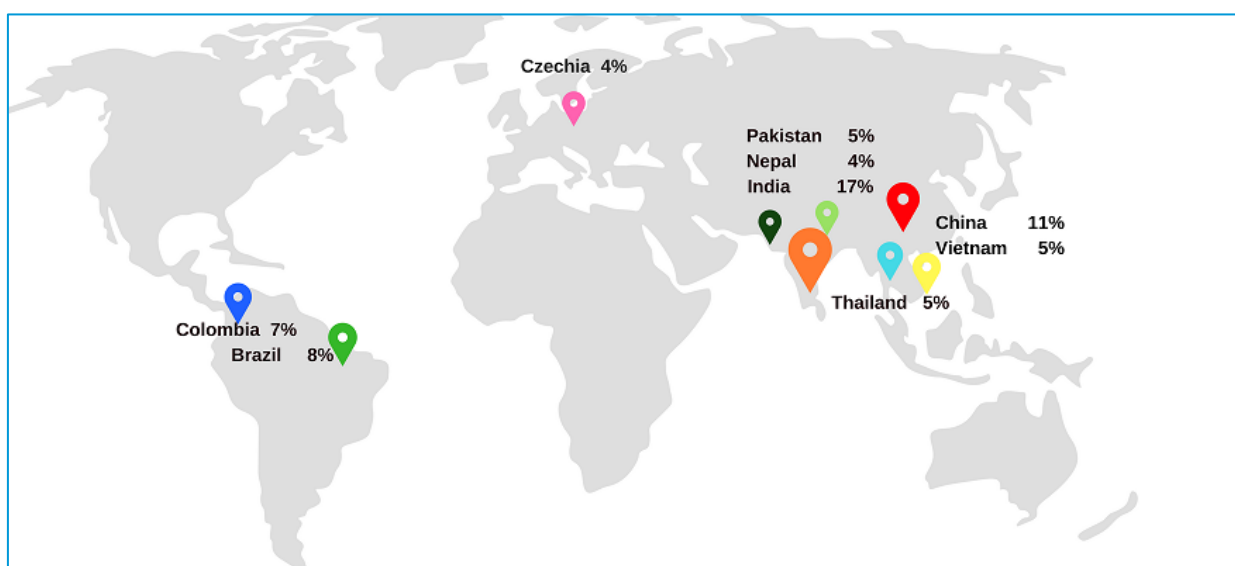 Czechia 4%
Pakistan 5%
Nepal 4%
India 17%
China 11%
Vietnam 5%
Thailand 5%
Colombia 7%
Brazil 8%